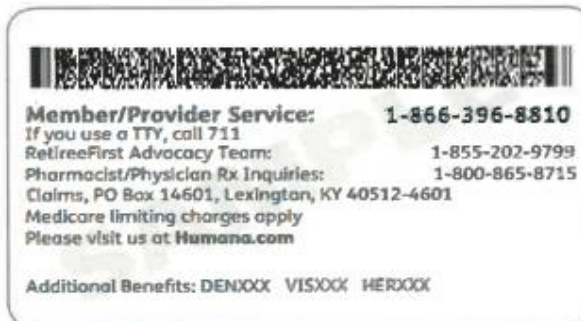 Member/Provider Service: 1-866-396-8810
If you use a TTY, call 711
RetireeFirst Advocacy Team: 1-855-202-9799
Pharmacist/Physician Rx Inquiries: 1-800-865-8715
Claims, PO Box 14601, Lexington, KY 40512-4601
Medicare limiting charges apply
Please visit us at Humana.com
Additional Benefits: DENXXX VISXXX HERXXX